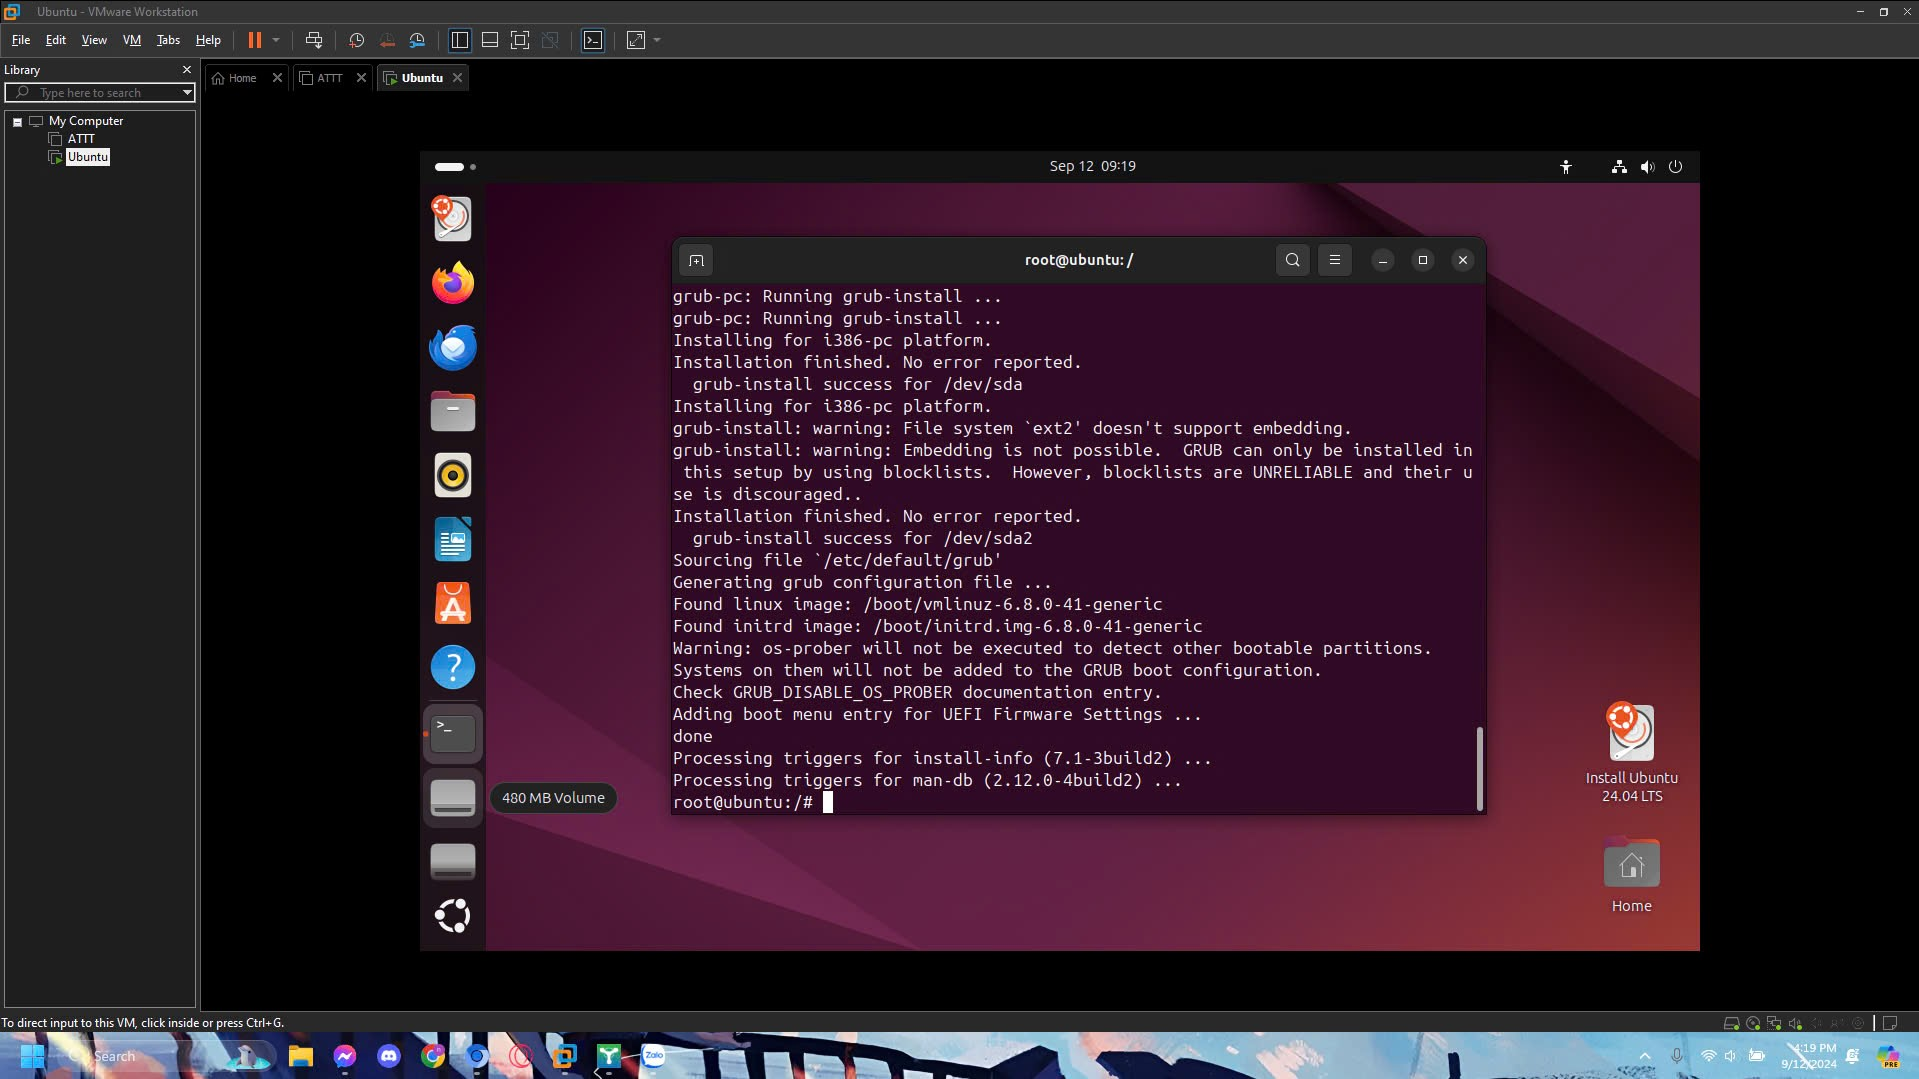 Ubuntu - VMware Workstation
File Edit View VM Tabs Help
Library
Type here to search
My Computer
ATTT
Ubuntu
Home
ATTT
Ubuntu
Sep 12 09:19
root@ubuntu: /
grub-pc: Running grub-install ...
grub-pc: Running grub-install ...
Installing for i386-pc platform.
Installation finished. No error reported.
grub-install success for /dev/sda
Installing for i386-pc platform.
grub-install: warning: File system `ext2' doesn't support embedding.
grub-install: warning: Embedding is not possible.  GRUB can only be installed in
this setup by using blocklists.  However, blocklists are UNRELIABLE and their u
se is discouraged..
Installation finished. No error reported.
grub-install success for /dev/sda2
Sourcing file `/etc/default/grub'
Generating grub configuration file ...
Found linux image: /boot/vmlinuz-6.8.0-41-generic
Found initrd image: /boot/initrd.img-6.8.0-41-generic
Warning: os-prober will not be executed to detect other bootable partitions.
Systems on them will not be added to the GRUB boot configuration.
Check GRUB_DISABLE_OS_PROBER documentation entry.
Adding boot menu entry for UEFI Firmware Settings ...
done
Processing triggers for install-info (7.1-3build2) ...
Processing triggers for man-db (2.12.0-4build2) ...
root@ubuntu:/#
480 MB Volume
Install Ubuntu
24.04 LTS
Home
To direct input to this VM, click inside or press Ctrl+G.
Search
Zalo
4:19 PM
9/12/2024
PRE